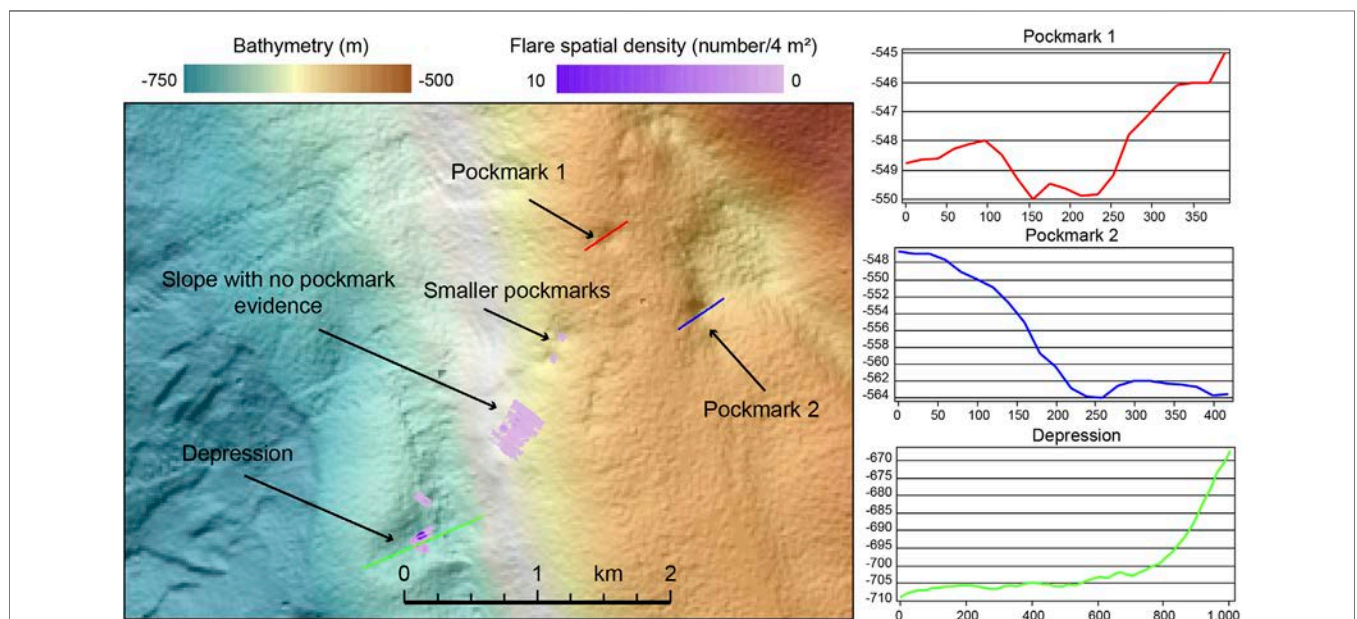 Bathymetry (m)
-750
-500
Flare spatial density (number/4 m²)
10
0
Pockmark 1
Slope with no pockmark
evidence
Smaller pockmarks
Pockmark 2
Depression
0 1 km 2
Pockmark 1
-545
-546
-547
-548
-549
-550
0 50 100 150 200 250 300 350
Pockmark 2
-548
-550
-552
-554
-556
-558
-560
-562
-564
0 50 100 150 200 250 300 350 400
Depression
-670
-675
-680
-685
-690
-695
-700
-705
-710
0 200 400 600 800 1.000